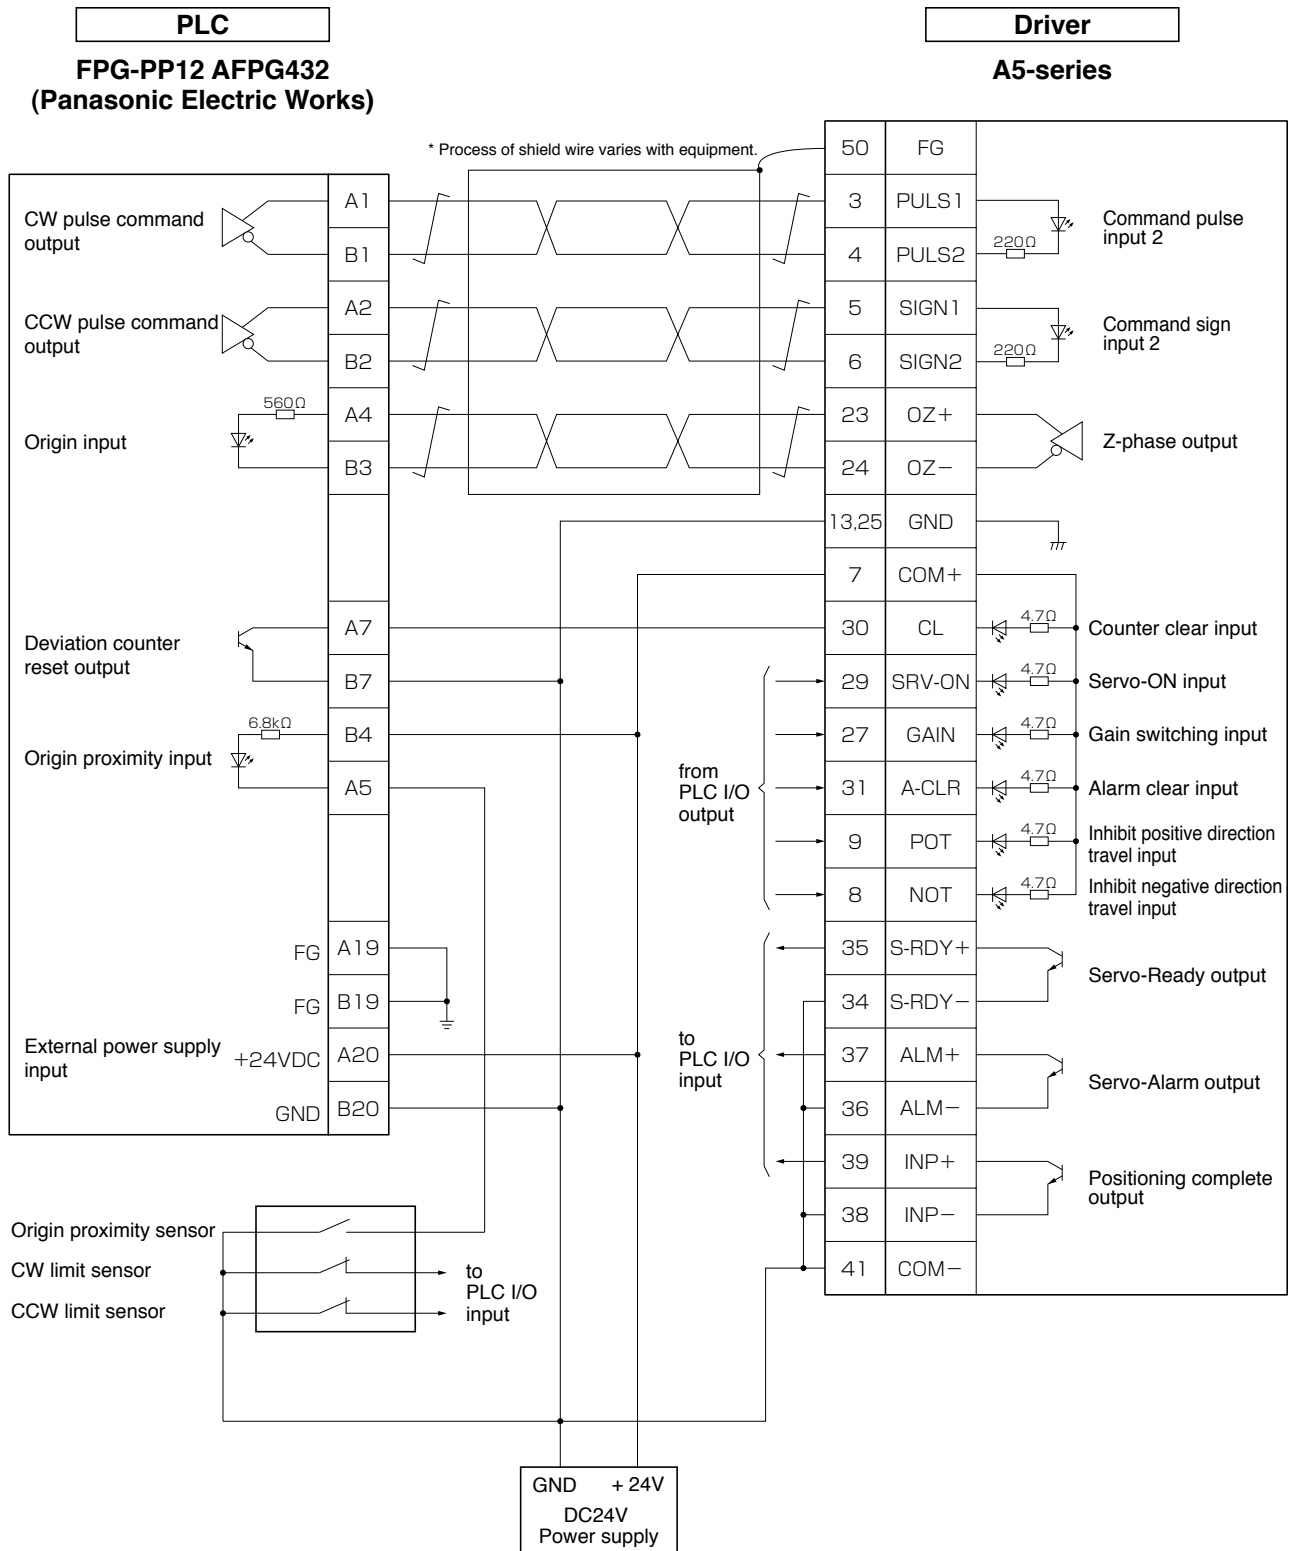 PLC
Driver
FPG-PP12 AFPG432
(Panasonic Electric Works)
A5-series
* Process of shield wire varies with equipment.
50 FG
CW pulse command
output
A1
B1
3 PULS1
4 PULS2
220Ω
Command pulse
input 2
CCW pulse command
output
A2
B2
5 SIGN1
6 SIGN2
220Ω
Command sign
input 2
Origin input
560Ω
A4
B3
23 OZ+
24 OZ−
Z-phase output
13,25 GND
7 COM+
Deviation counter
reset output
A7
B7
30 CL
4.7Ω
Counter clear input
29 SRV-ON
4.7Ω
Servo-ON input
Origin proximity input
6.8kΩ
B4
A5
27 GAIN
4.7Ω
Gain switching input
from
PLC I/O
output
31 A-CLR
4.7Ω
Alarm clear input
9 POT
4.7Ω
Inhibit positive direction
travel input
8 NOT
4.7Ω
Inhibit negative direction
travel input
FG A19
FG B19
35 S-RDY+
34 S-RDY−
Servo-Ready output
External power supply
input
+24VDC A20
GND B20
to
PLC I/O
input
37 ALM+
36 ALM−
Servo-Alarm output
39 INP+
38 INP−
Positioning complete
output
41 COM−
Origin proximity sensor
CW limit sensor
CCW limit sensor
to
PLC I/O
input
GND + 24V
DC24V
Power supply